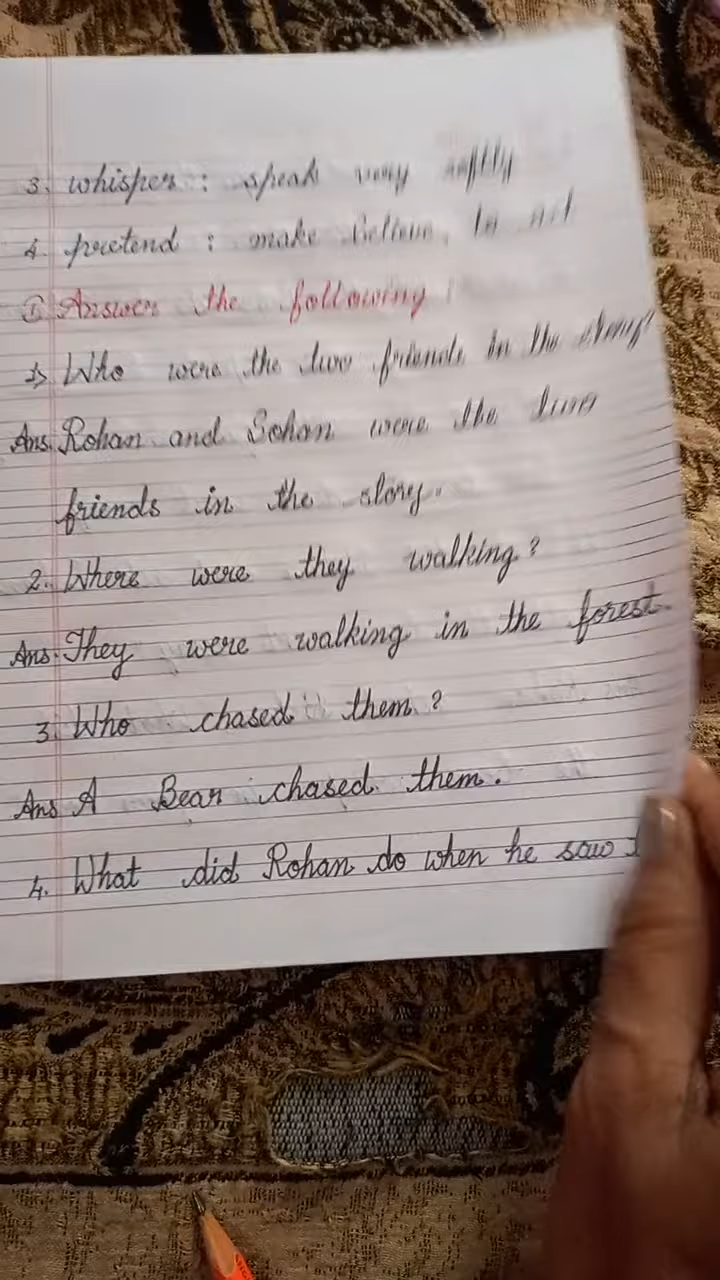 3. whisper : speak very softly
4. pretend : make believe, to act
① Answer the following
1) Who were the two friends in the story?
Ans. Rohan and Sohan were the two
friends in the story.
2. Where were they walking?
Ans. They were walking in the forest.
3. Who chased them?
Ans A Bear chased them.
4. What did Rohan do when he saw